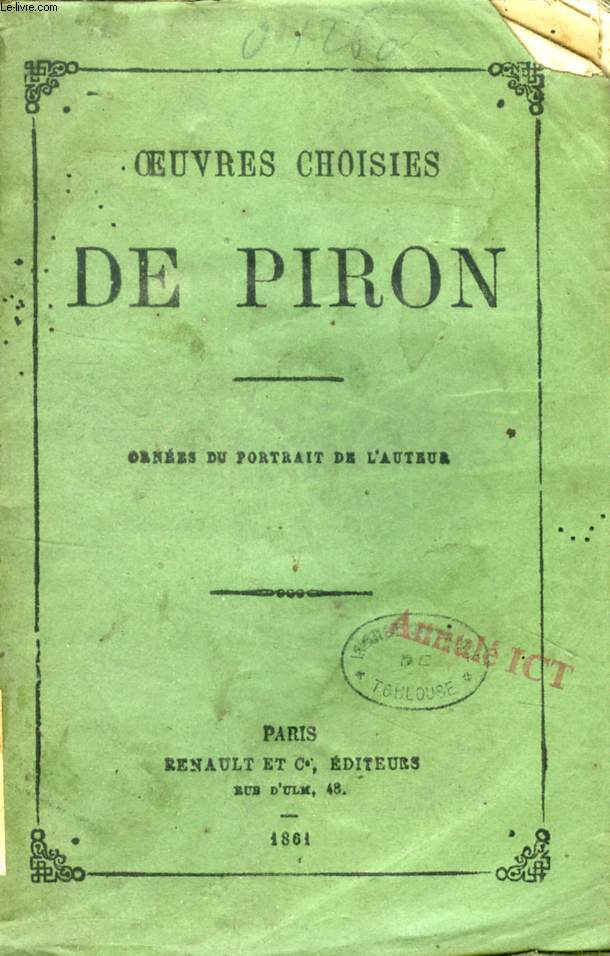 Le-livre.com
ŒUVRES CHOISIES
DE PIRON
ORNÉES DU PORTRAIT DE L'AUTEUR
Annulé ICT
DE
TOULOUSE
PARIS
RENAULT ET Cie, ÉDITEURS
RUE D'ULM, 48.
1861